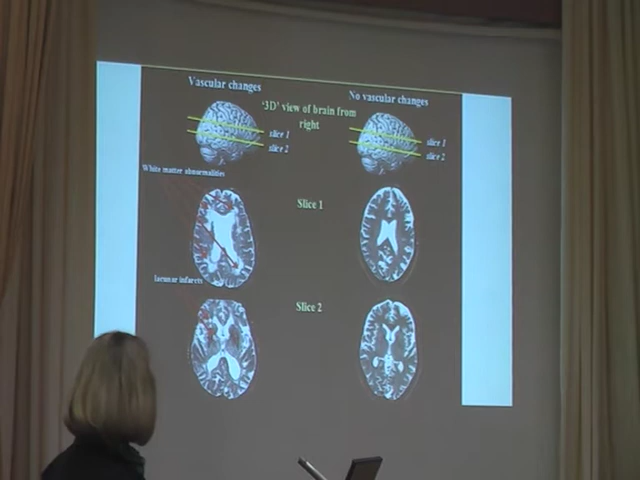 Vascular changes
No vascular changes
'3D' view of brain from
right
slice 1
slice 2
slice 1
slice 2
White matter abnormalities
Slice 1
lacunar infarcts
Slice 2